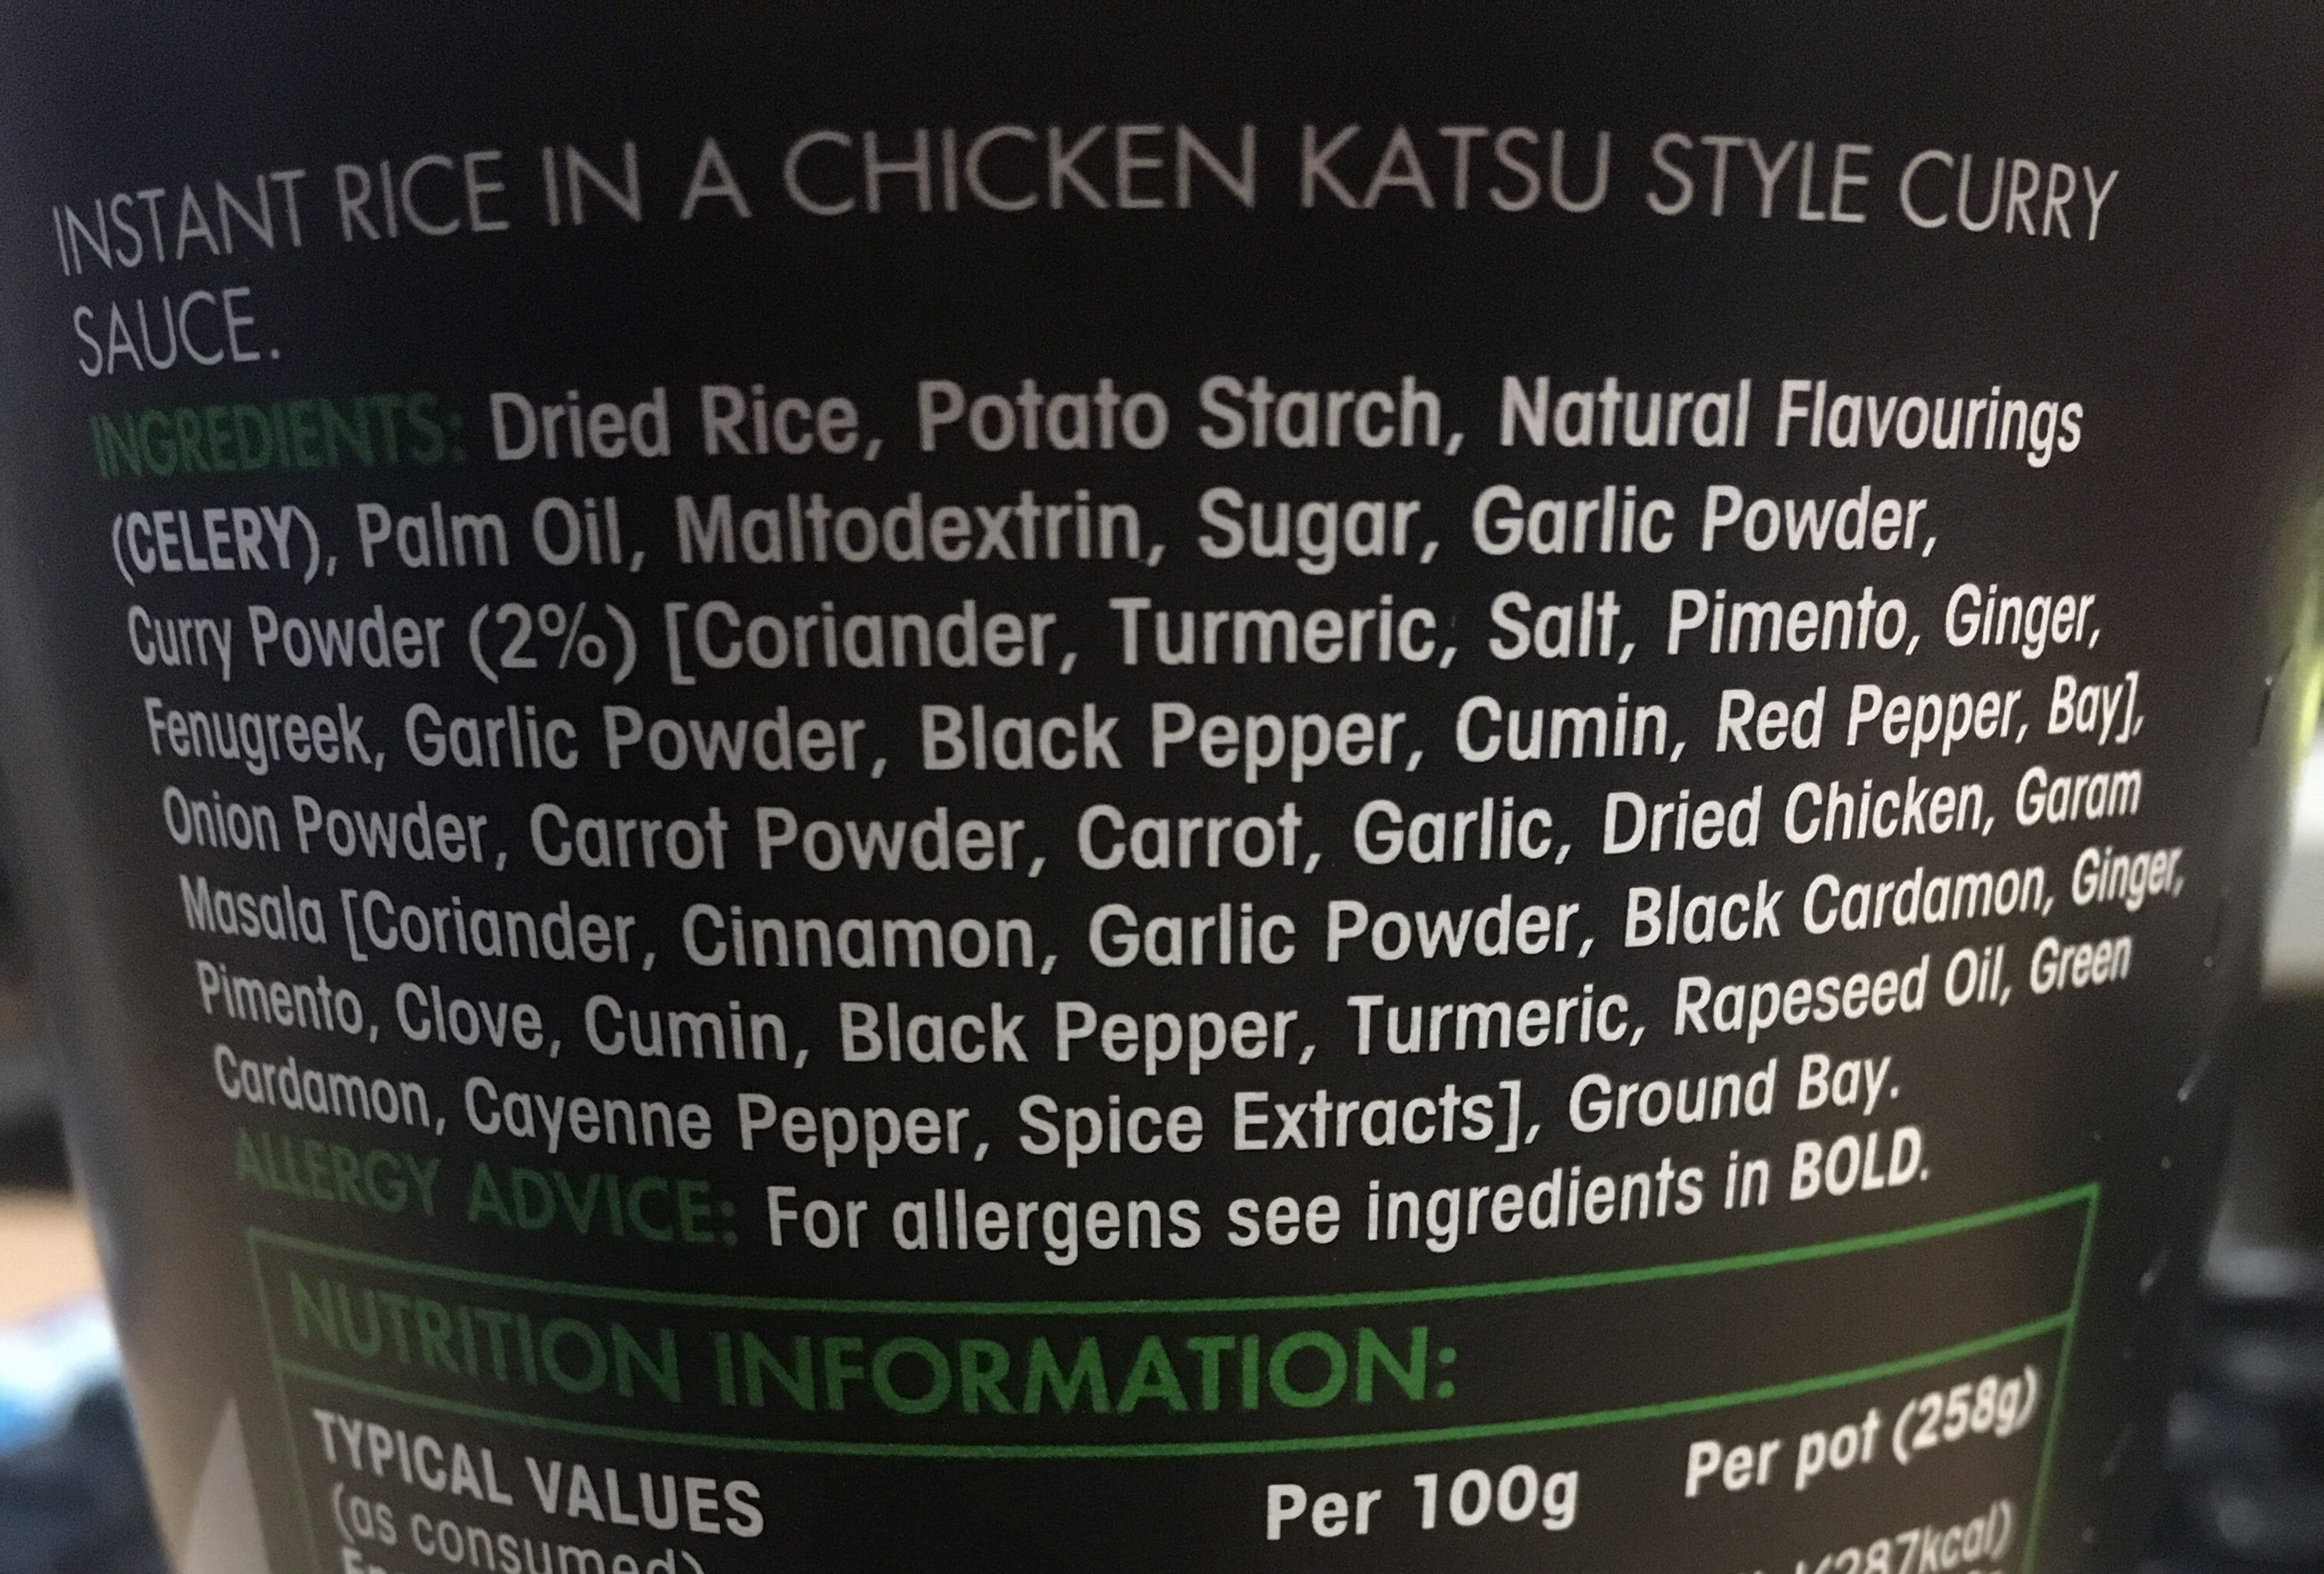 INSTANT RICE IN A CHICKEN KATSU STYLE CURRY
SAUCE.
INGREDIENTS: Dried Rice, Potato Starch, Natural Flavourings
(CELERY), Palm Oil, Maltodextrin, Sugar, Garlic Powder,
Curry Powder (2%) [Coriander, Turmeric, Salt, Pimento, Ginger,
Fenugreek, Garlic Powder, Black Pepper, Cumin, Red Pepper, Bay],
Onion Powder, Carrot Powder, Carrot, Garlic, Dried Chicken, Garam
Masala [Coriander, Cinnamon, Garlic Powder, Black Cardamon, Ginger,
Pimento, Clove, Cumin, Black Pepper, Turmeric, Rapeseed Oil, Green
Cardamon, Cayenne Pepper, Spice Extracts], Ground Bay.
ALLERGY ADVICE: For allergens see ingredients in BOLD.
NUTRITION INFORMATION:
TYPICAL VALUES Per 100g Per pot (258g)
(as consumed)
(287kcal)